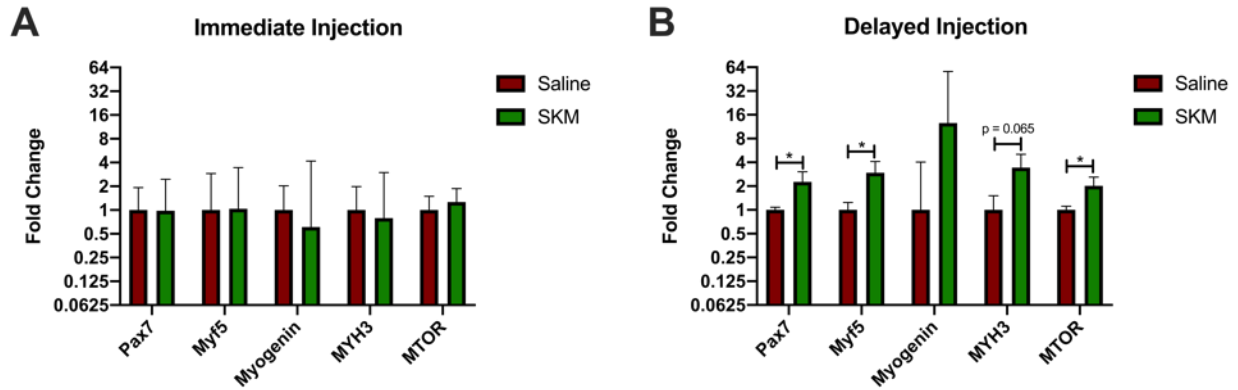 A
Immediate Injection
Fold Change
64
32
16
8
4
2
1
0.5
0.25
0.125
0.0625
Pax7
Myf5
Myogenin
MYH3
MTOR
Saline
SKM
B
Delayed Injection
Fold Change
64
32
16
8
4
2
1
0.5
0.25
0.125
0.0625
*
*
p = 0.065
*
Pax7
Myf5
Myogenin
MYH3
MTOR
Saline
SKM